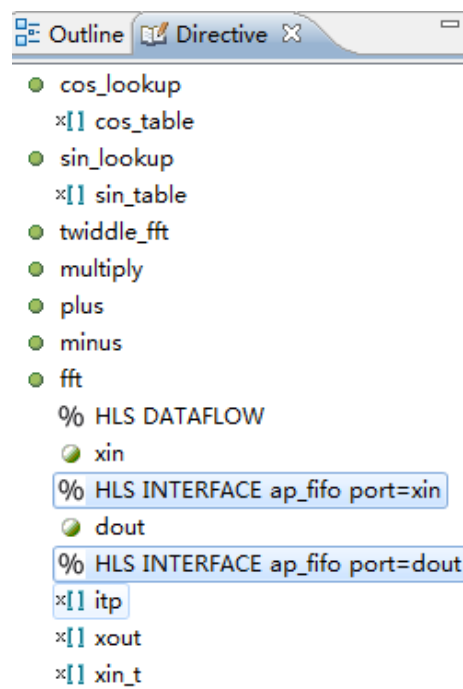 Outline Directive
cos_lookup
x[] cos_table
sin_lookup
x[] sin_table
twiddle_fft
multiply
plus
minus
fft
% HLS DATAFLOW
xin
% HLS INTERFACE ap_fifo port=xin
dout
% HLS INTERFACE ap_fifo port=dout
x[] itp
x[] xout
x[] xin_t